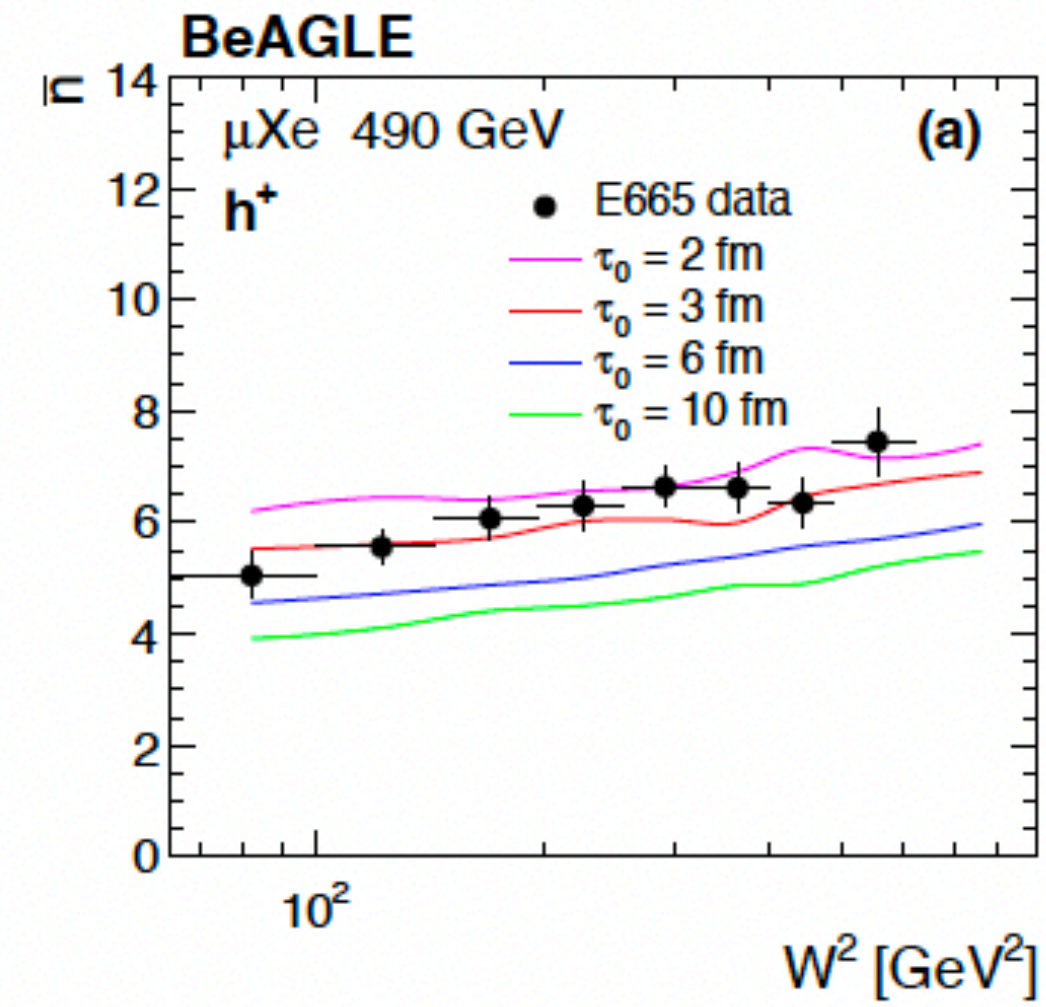 BeAGLE
n̅
14
12
10
8
6
4
2
0
μXe 490 GeV
(a)
h⁺
E665 data
τ₀ = 2 fm
τ₀ = 3 fm
τ₀ = 6 fm
τ₀ = 10 fm
10²
W² [GeV²]